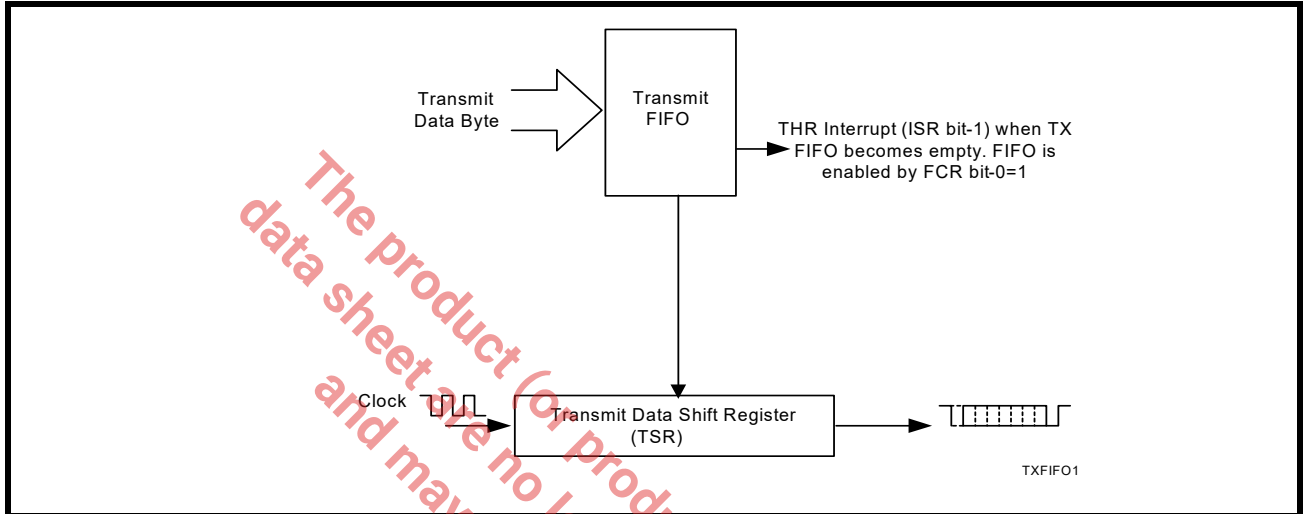 Transmit
Data Byte
Transmit
FIFO
THR Interrupt (ISR bit-1) when TX
FIFO becomes empty. FIFO is
enabled by FCR bit-0=1
The product (or produ
data sheet are no
and may
Clock
Transmit Data Shift Register
(TSR)
TXFIFO1